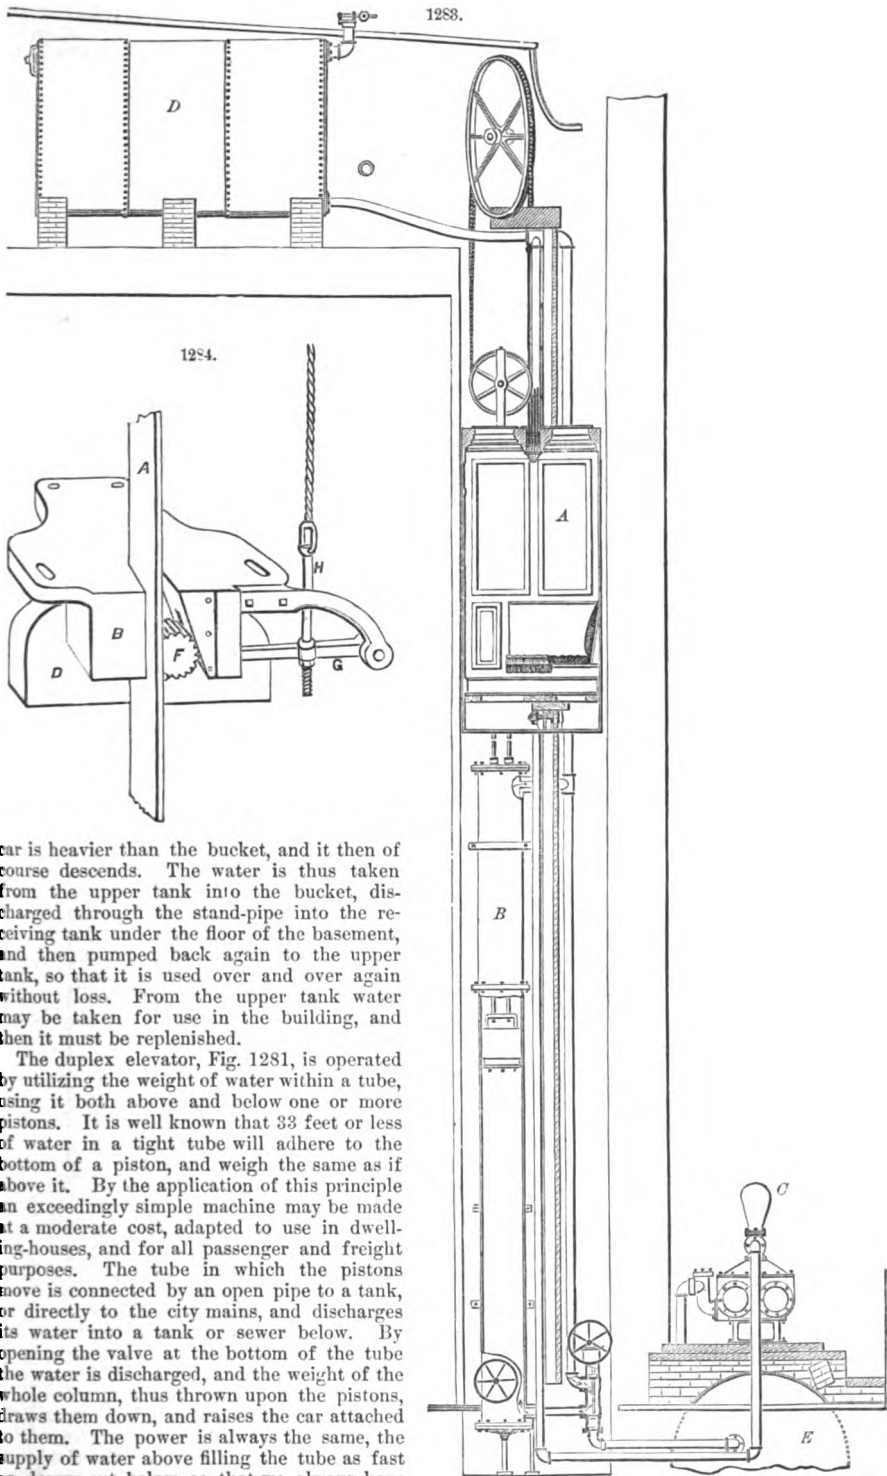 1283.
D
1284.
A
H
B
D
F
G
A
B
C
E
car is heavier than the bucket, and it then of
course descends. The water is thus taken
from the upper tank into the bucket, dis-
charged through the stand-pipe into the re-
ceiving tank under the floor of the basement,
and then pumped back again to the upper
tank, so that it is used over and over again
without loss. From the upper tank water
may be taken for use in the building, and
then it must be replenished.
The duplex elevator, Fig. 1281, is operated
by utilizing the weight of water within a tube,
using it both above and below one or more
pistons. It is well known that 33 feet or less
of water in a tight tube will adhere to the
bottom of a piston, and weigh the same as if
above it. By the application of this principle
an exceedingly simple machine may be made
at a moderate cost, adapted to use in dwell-
ing-houses, and for all passenger and freight
purposes. The tube in which the pistons
move is connected by an open pipe to a tank,
or directly to the city mains, and discharges
its water into a tank or sewer below. By
opening the valve at the bottom of the tube
the water is discharged, and the weight of the
whole column, thus thrown upon the pistons,
draws them down, and raises the car attached
to them. The power is always the same, the
supply of water above filling the tube as fast